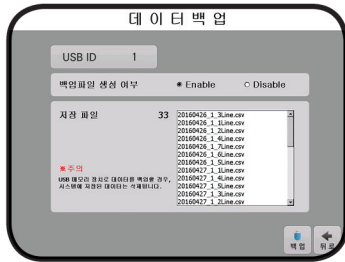 데이터백업
USB ID 1
백업파일 생성 여부 Enable Disable
저장 파일 33
20160426_1_3Line.csv
20160426_1_1Line.csv
20160426_1_2Line.csv
20160426_1_4Line.csv
20160426_1_7Line.csv
20160426_1_6Line.csv
20160426_1_5Line.csv
20160427_1_1Line.csv
20160427_1_4Line.csv
20160427_1_5Line.csv
20160427_1_3Line.csv
20160427_1_2Line.csv
※주의
USB 메모리 장치로 데이터를 백업할 경우,
시스템에 저장된 데이터는 삭제됩니다.
백업
뒤로